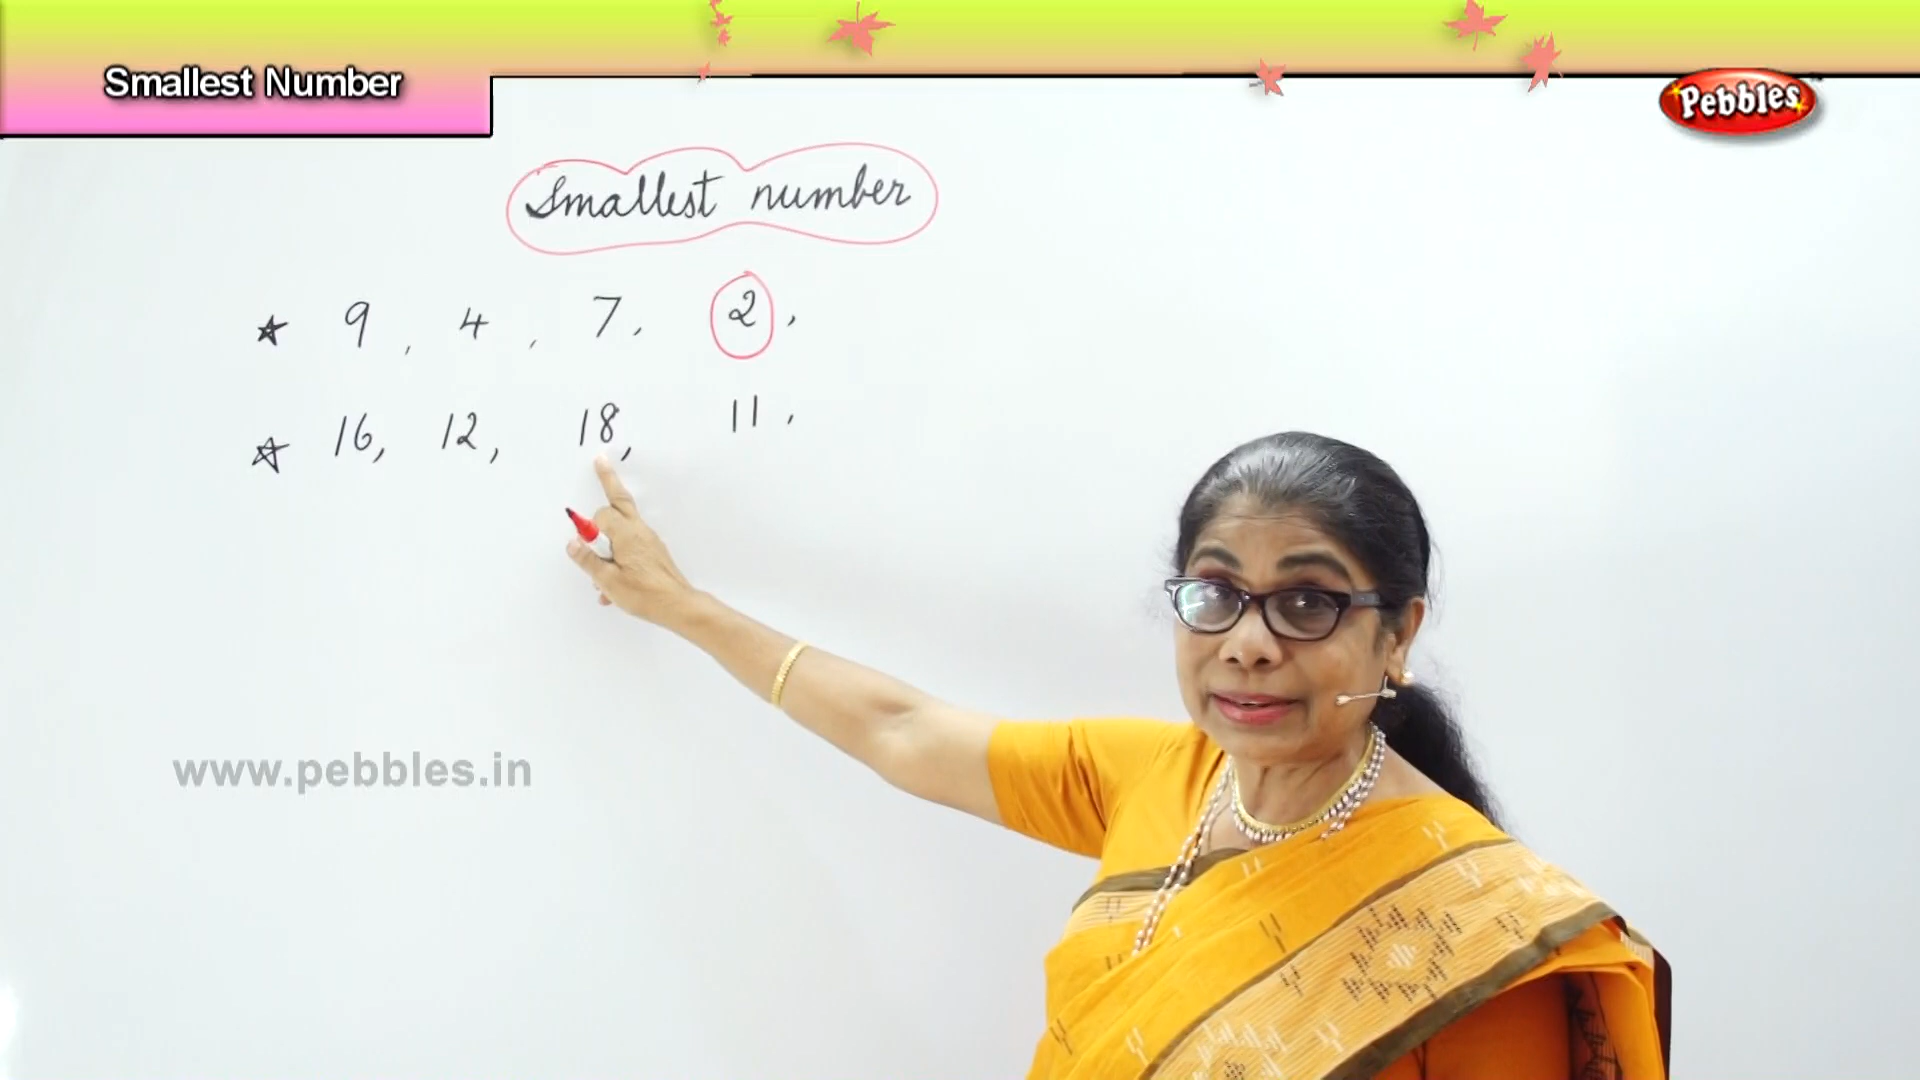 Smallest Number
Pebbles
Smallest number
★ 9, 4, 7, 2,
☆ 16, 12, 18, 11,
www.pebbles.in